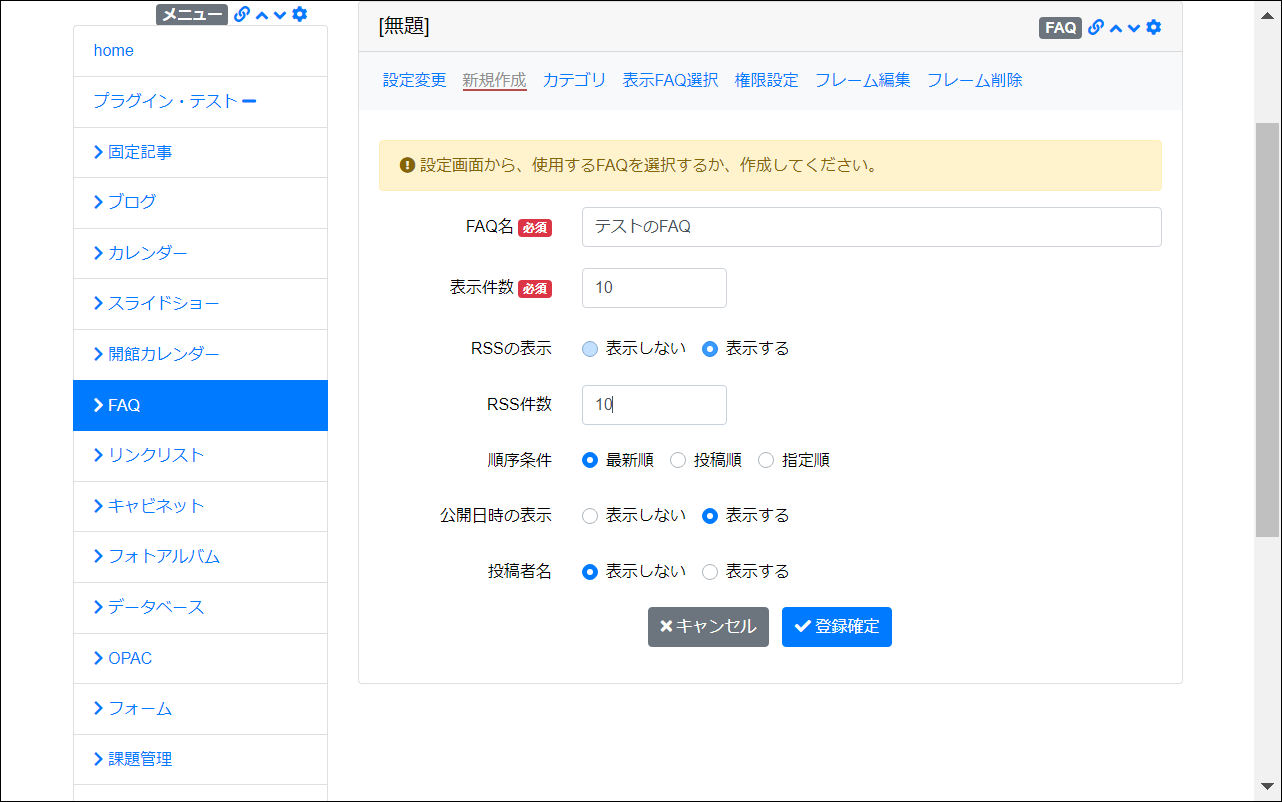 メニュー
home
プラグイン・テスト
固定記事
ブログ
カレンダー
スライドショー
開館カレンダー
FAQ
リンクリスト
キャビネット
フォトアルバム
データベース
OPAC
フォーム
課題管理
[無題]
FAQ
設定変更 新規作成 カテゴリ 表示FAQ選択 権限設定 フレーム編集 フレーム削除
設定画面から、使用するFAQを選択するか、作成してください。
FAQ名 必須 テストのFAQ
表示件数 必須 10
RSSの表示 表示しない 表示する
RSS件数 10
順序条件 最新順 投稿順 指定順
公開日時の表示 表示しない 表示する
投稿者名 表示しない 表示する
キャンセル 登録確定